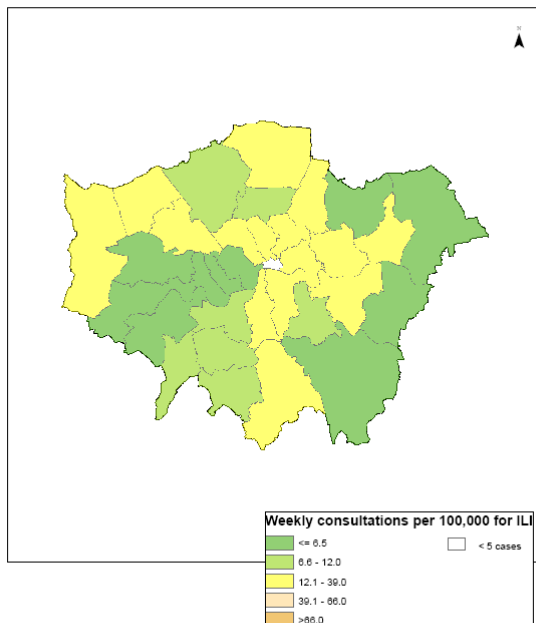 Weekly consultations per 100,000 for ILI
<= 6.5
< 5 cases
6.6 - 12.0
12.1 - 39.0
39.1 - 66.0
>66.0